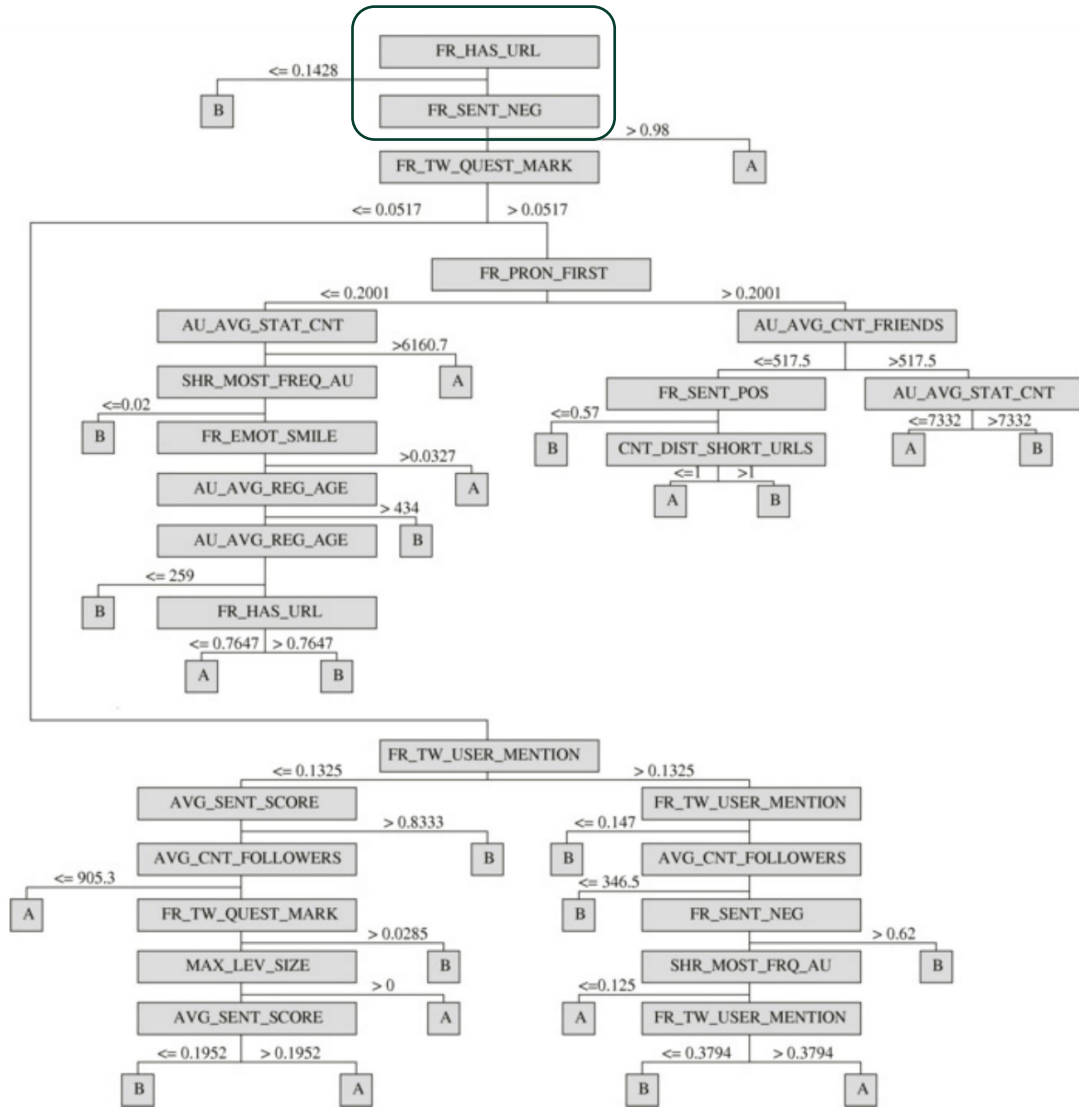 FR_HAS_URL
<= 0.1428
B
FR_SENT_NEG
> 0.98
FR_TW_QUEST_MARK
A
<= 0.0517
> 0.0517
FR_PRON_FIRST
<= 0.2001
> 0.2001
AU_AVG_STAT_CNT
AU_AVG_CNT_FRIENDS
>6160.7
<=517.5
>517.5
SHR_MOST_FREQ_AU
A
FR_SENT_POS
AU_AVG_STAT_CNT
<=0.02
<=0.57
<=7332
>7332
B
FR_EMOT_SMILE
B
CNT_DIST_SHORT_URLS
A
B
>0.0327
<=1
>1
AU_AVG_REG_AGE
A
A
B
> 434
AU_AVG_REG_AGE
B
<= 259
B
FR_HAS_URL
<= 0.7647
> 0.7647
A
B
FR_TW_USER_MENTION
<= 0.1325
> 0.1325
AVG_SENT_SCORE
FR_TW_USER_MENTION
> 0.8333
<= 0.147
AVG_CNT_FOLLOWERS
B
B
AVG_CNT_FOLLOWERS
<= 905.3
<= 346.5
A
FR_TW_QUEST_MARK
B
FR_SENT_NEG
> 0.0285
> 0.62
MAX_LEV_SIZE
B
SHR_MOST_FRQ_AU
B
> 0
<=0.125
AVG_SENT_SCORE
A
A
FR_TW_USER_MENTION
<= 0.1952
> 0.1952
<= 0.3794
> 0.3794
B
A
B
A